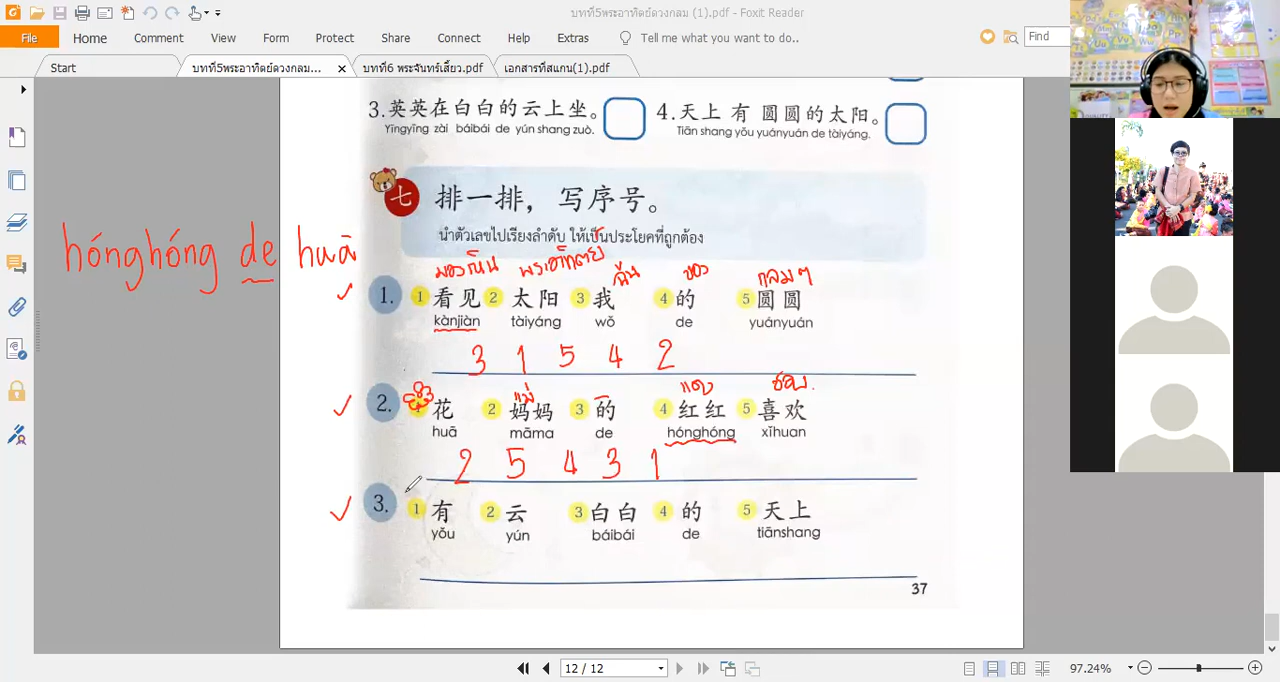 บทที่5พระอาทิตย์ดวงกลม (1).pdf - Foxit Reader
File Home Comment View Form Protect Share Connect Help Extras Tell me what you want to do.. Find
Start บทที่5พระอาทิตย์ดวงกลม... บทที่6 พระจันทร์เสี้ยว.pdf เอกสารที่สแกน(1).pdf
3.英英在白白的云上坐。 4.天上 有 圆圆的太阳。
Yīngyīng zài báibái de yún shang zuò. Tiān shang yǒu yuányuán de tàiyáng.
七 排一排，写序号。
นำตัวเลขไปเรียงลำดับ ให้เป็นประโยคที่ถูกต้อง
hónghóng de huā
มองเห็น พระอาทิตย์ ฉัน ของ กลมๆ
1. 1 看见 2 太阳 3 我 4 的 5 圆圆
kànjiàn tàiyáng wǒ de yuányuán
3 1 5 4 2
แม่ แดง ชอบ
2. 花 2 妈妈 3 的 4 红红 5 喜欢
huā māma de hónghóng xǐhuan
2 5 4 3 1
3. 1 有 2 云 3 白白 4 的 5 天上
yǒu yún báibái de tiānshang
37
12 / 12 97.24%